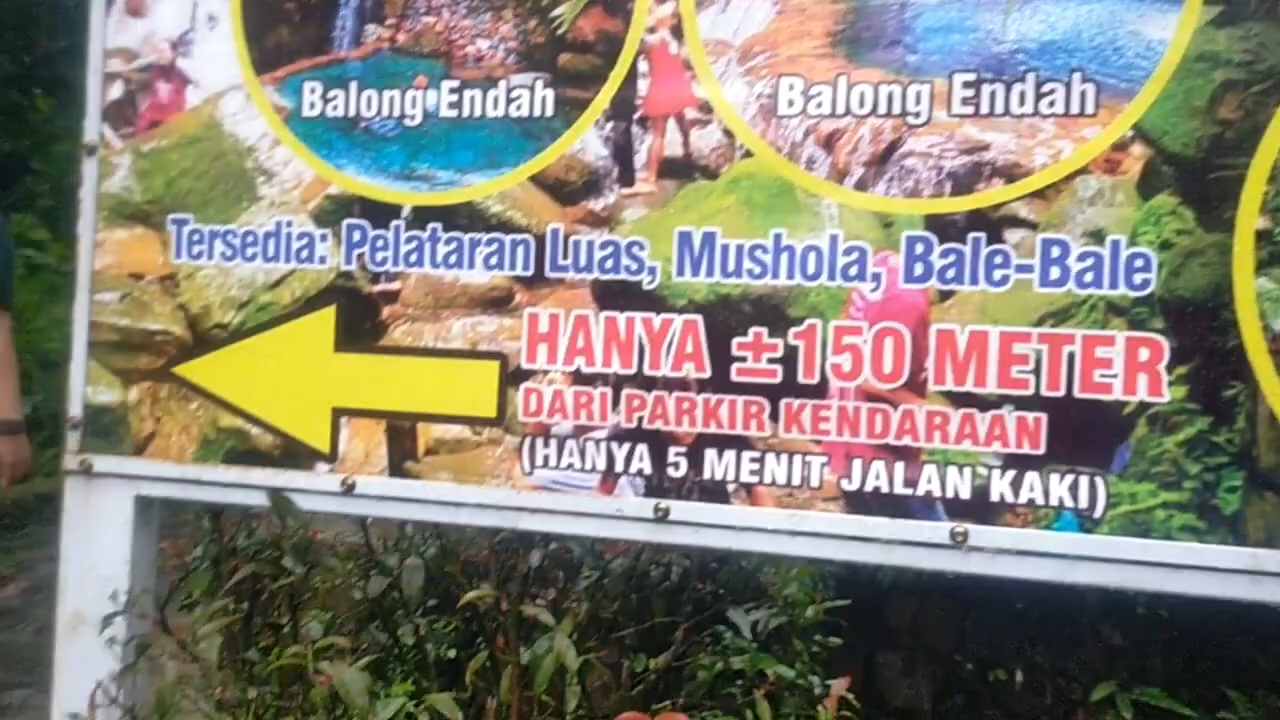 Balong Endah
Balong Endah
Tersedia: Pelataran Luas, Mushola, Bale-Bale
HANYA ±150 METER
DARI PARKIR KENDARAAN
(HANYA 5 MENIT JALAN KAKI)